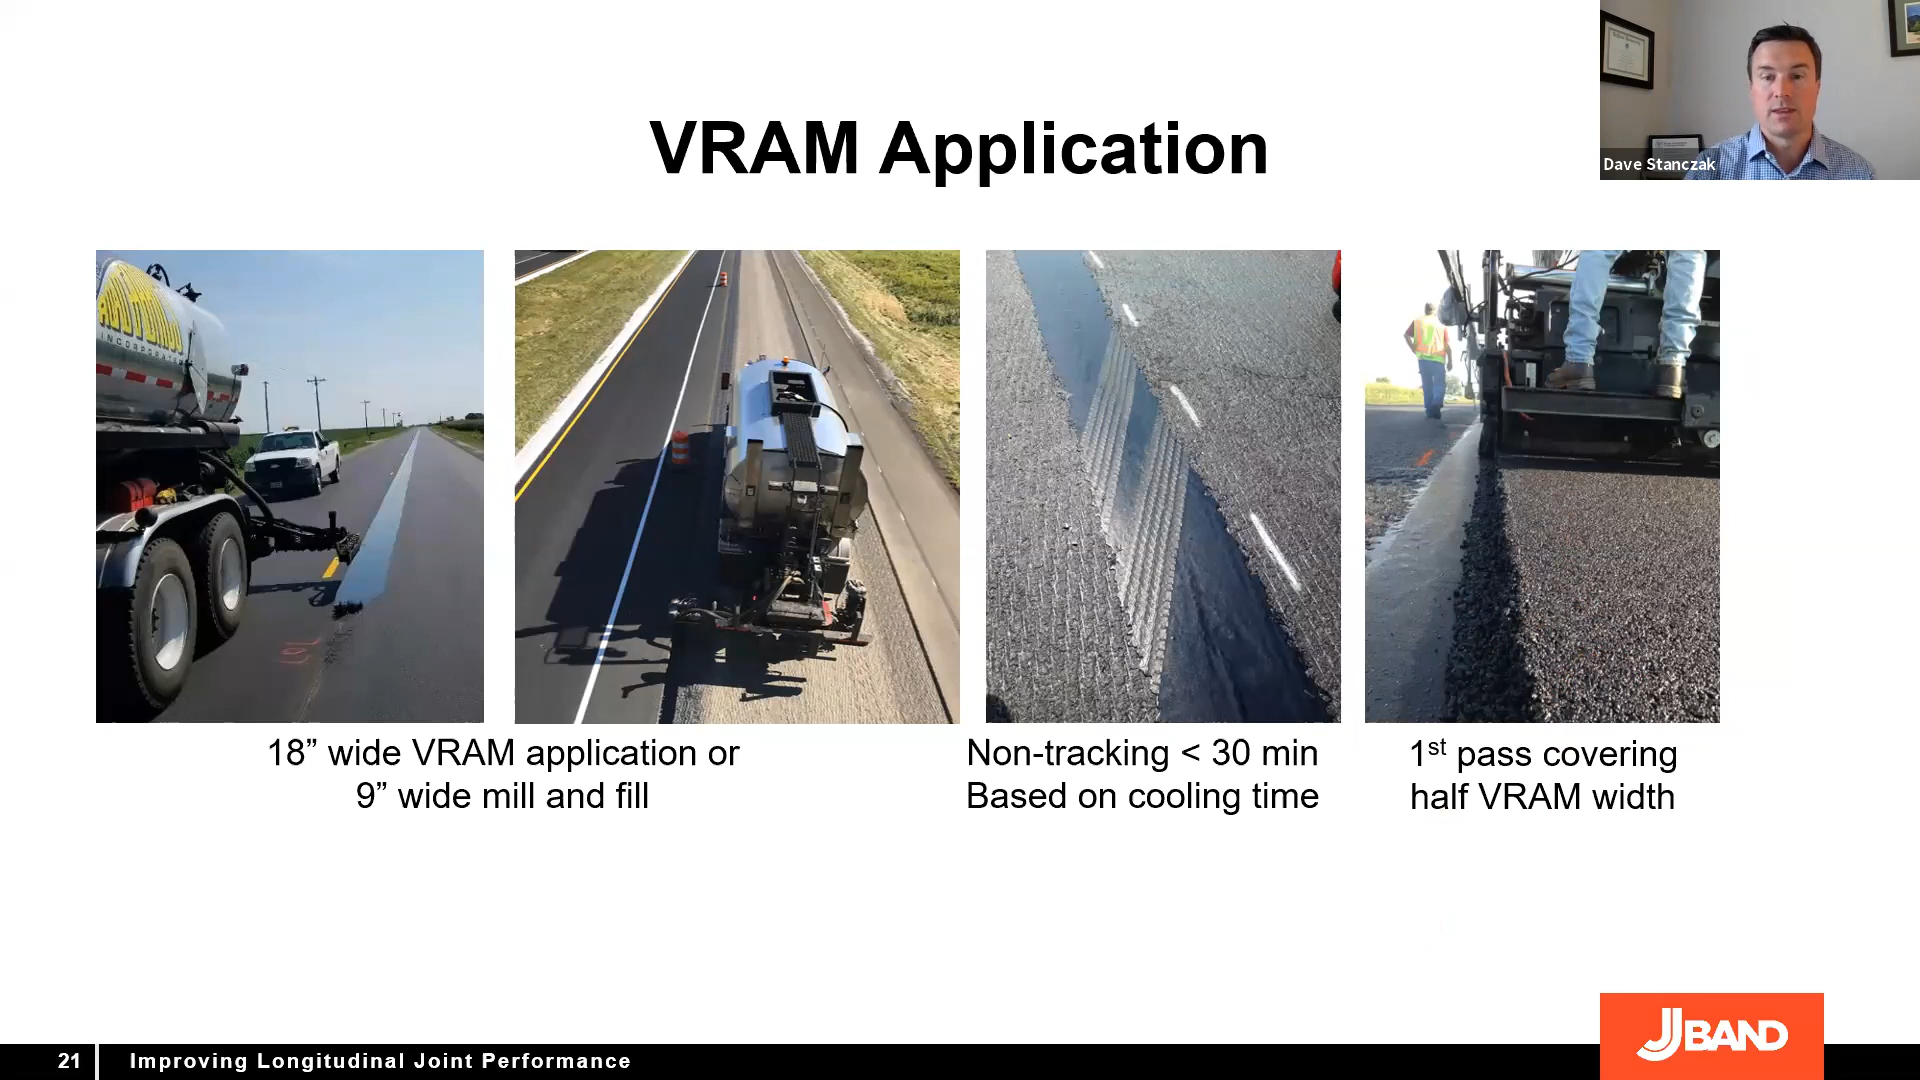 VRAM Application
Dave Stanczak
INCORPORATED
18” wide VRAM application or
9” wide mill and fill
Non-tracking < 30 min
Based on cooling time
1st pass covering
half VRAM width
21
Improving Longitudinal Joint Performance
JBAND